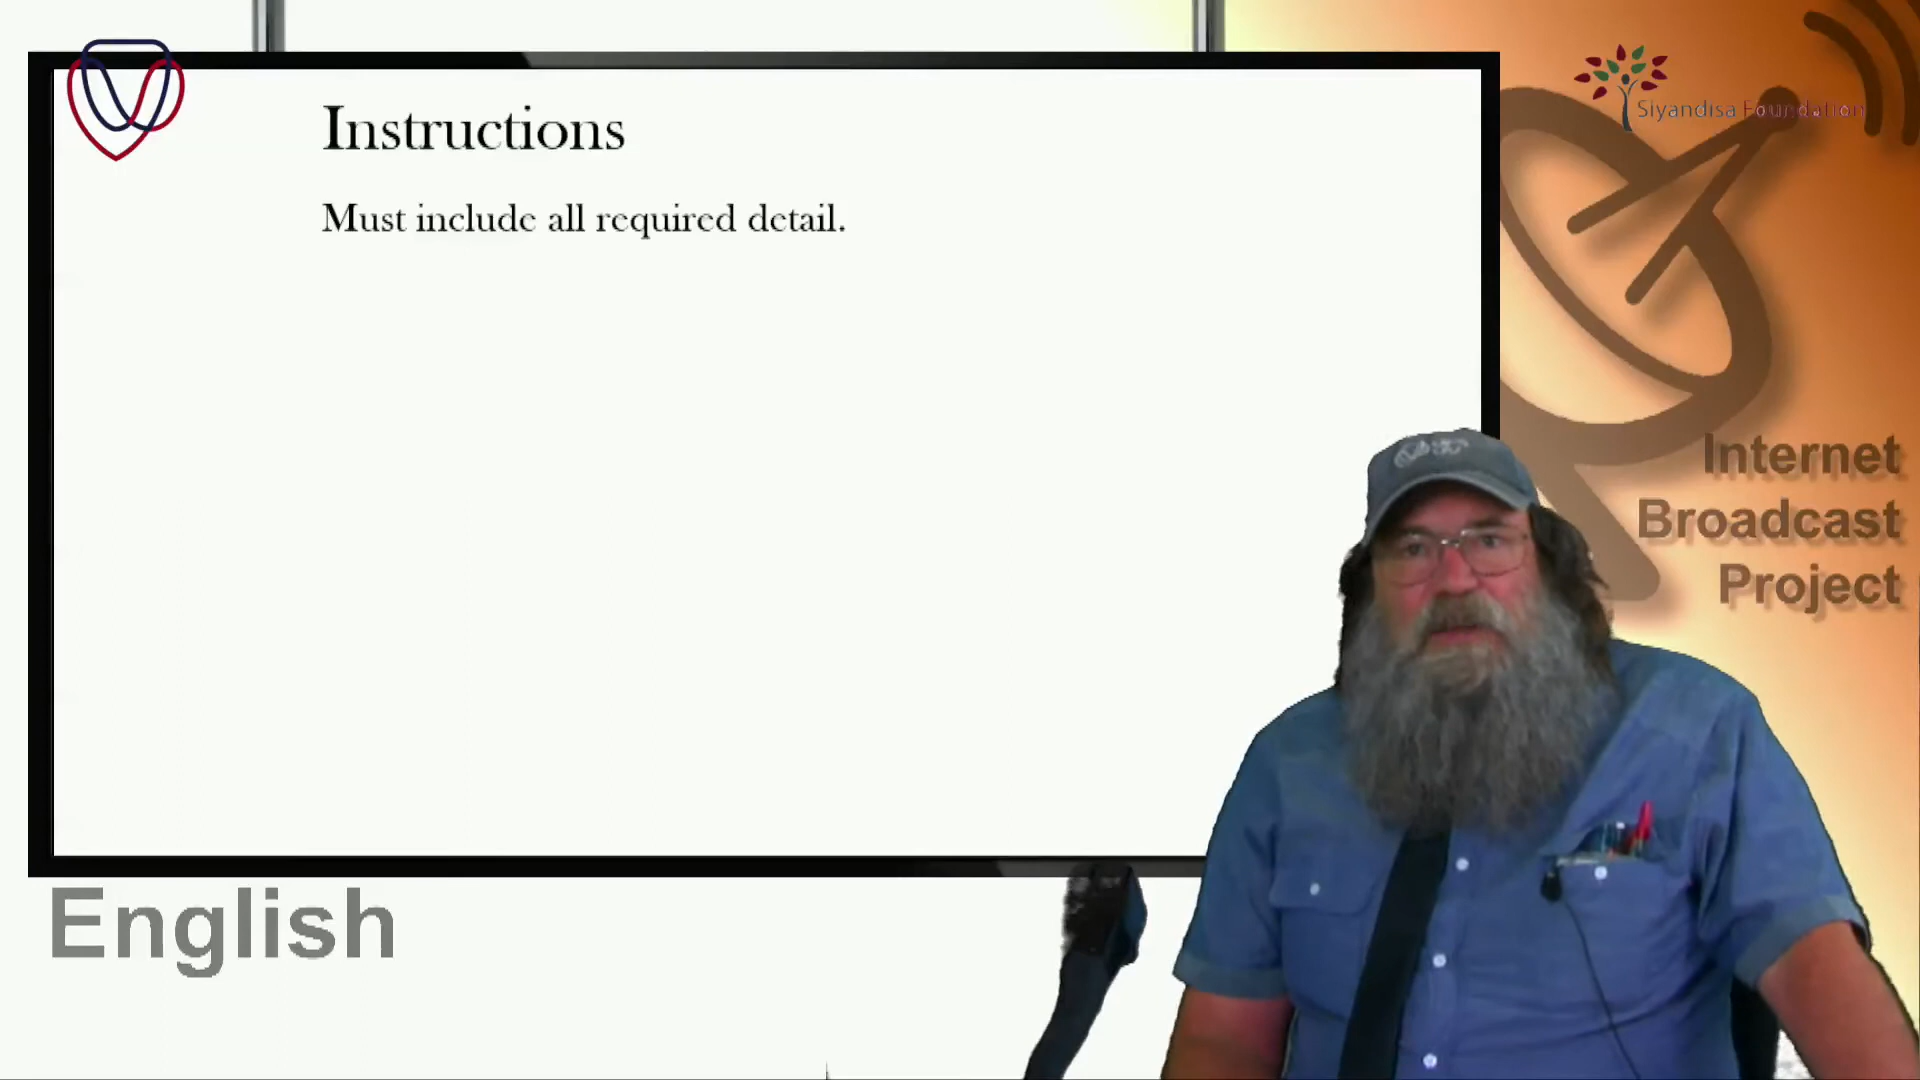 Instructions
Must include all required detail.
Siyandisa Foundation
Internet
Broadcast
Project
English